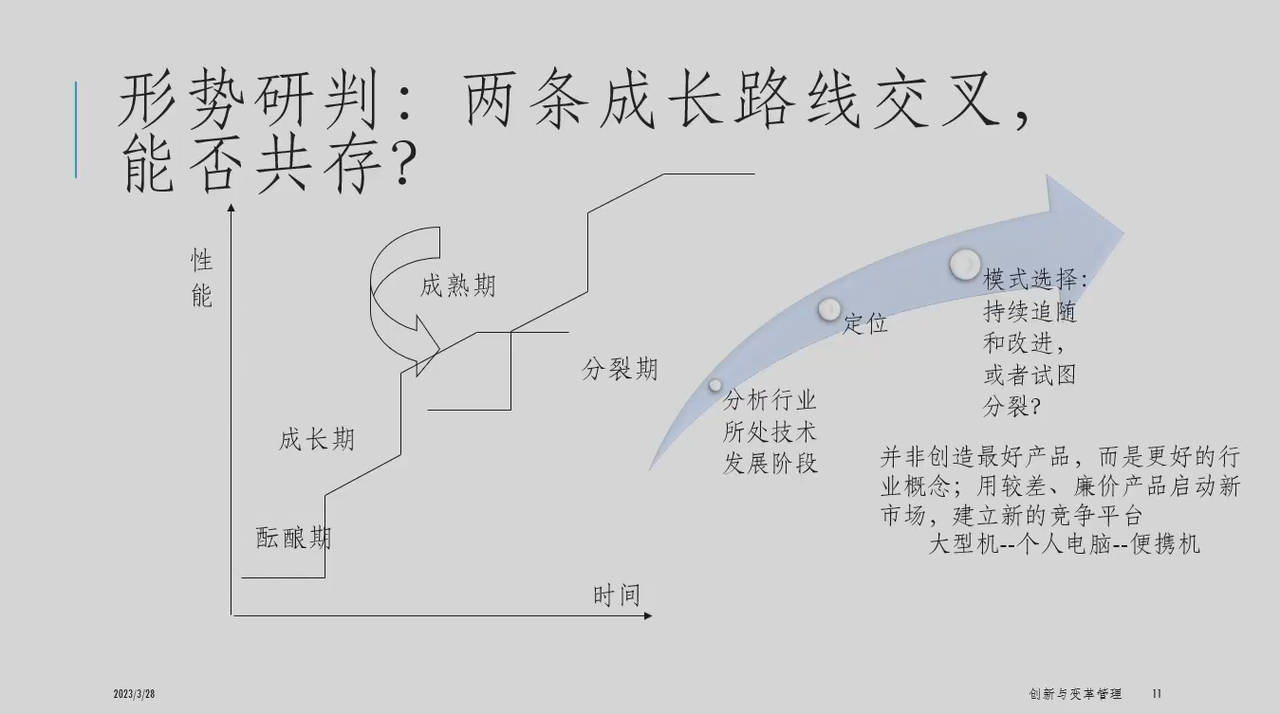 形势研判：两条成长路线交叉，
能否共存？
性
能
成熟期
分裂期
成长期
酝酿期
时间
模式选择：
持续追随
和改进，
或者试图
分裂？
定位
分析行业
所处技术
发展阶段
并非创造最好产品，而是更好的行
业概念；用较差、廉价产品启动新
市场，建立新的竞争平台
大型机--个人电脑--便携机
2023/3/28
创新与变革管理
11